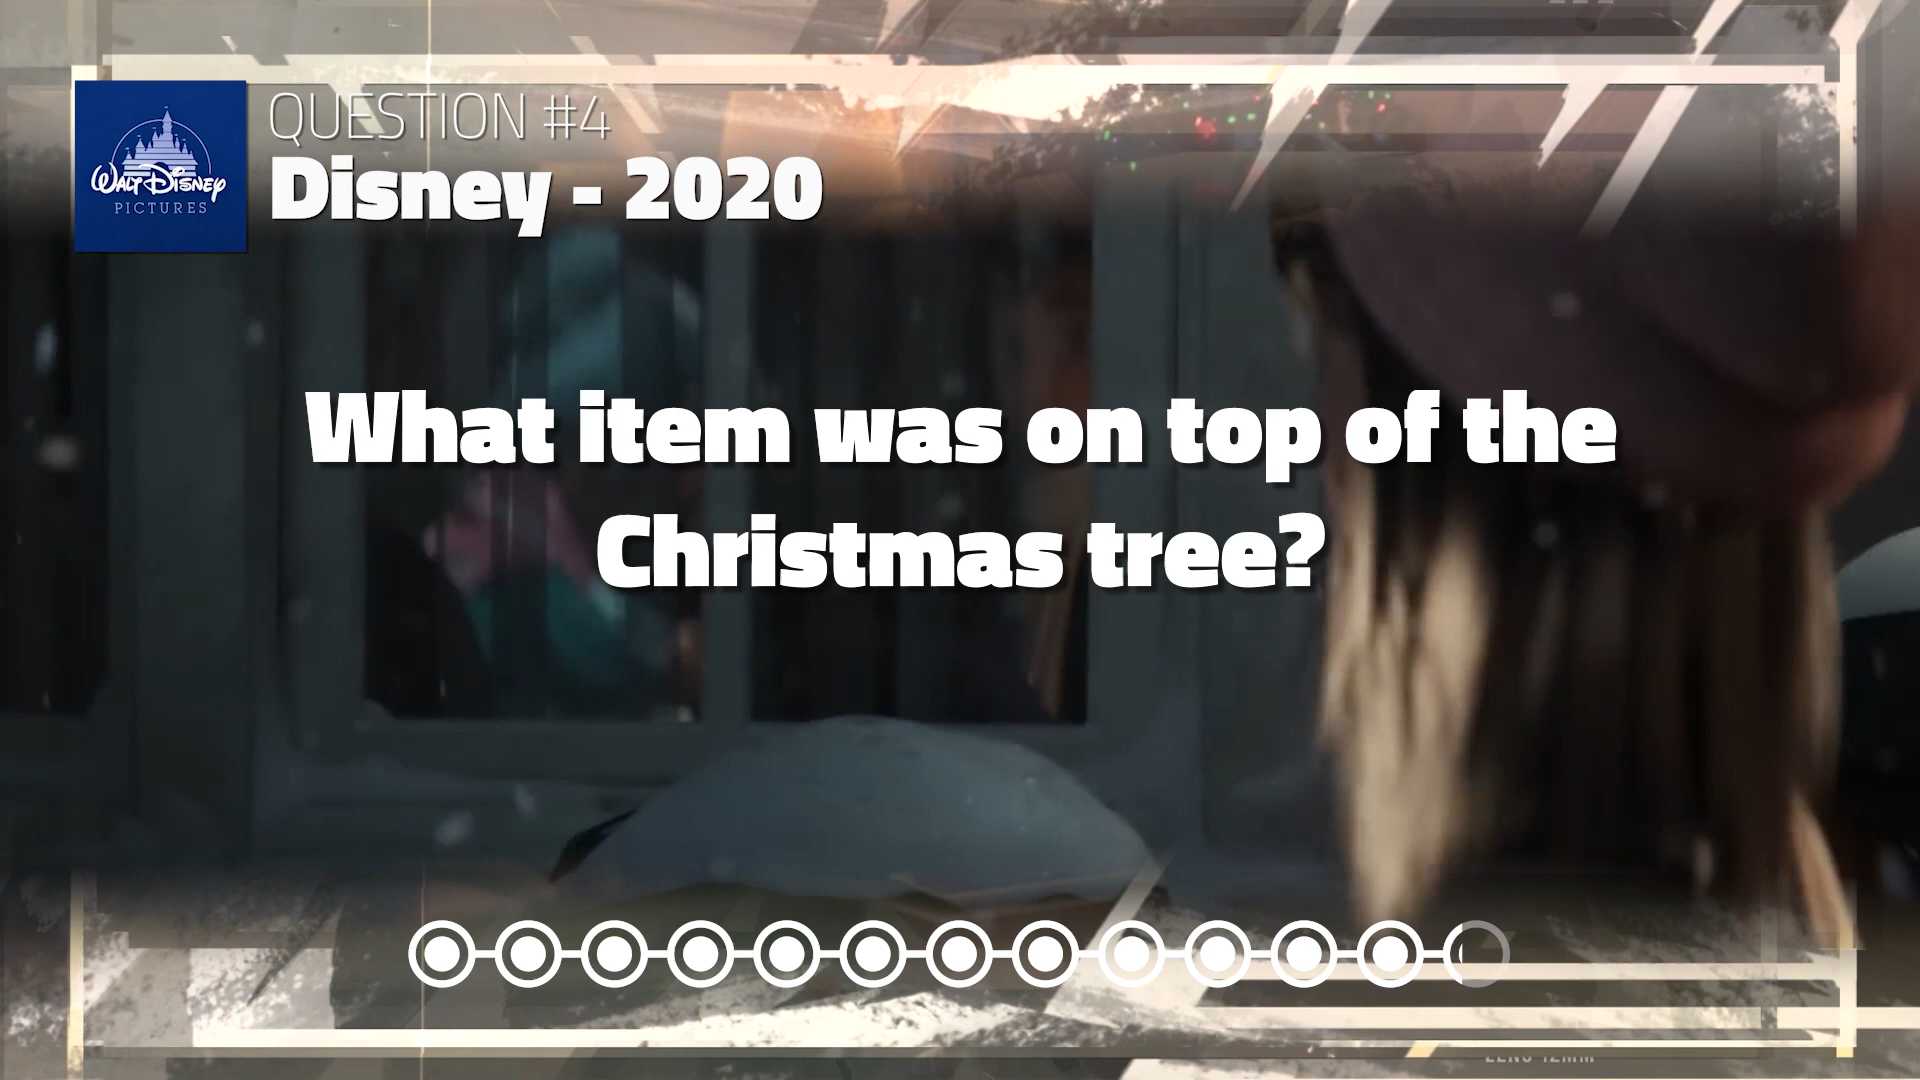 QUESTION #4
Disney - 2020
WALT DISNEY
PICTURES
What item was on top of the
Christmas tree?